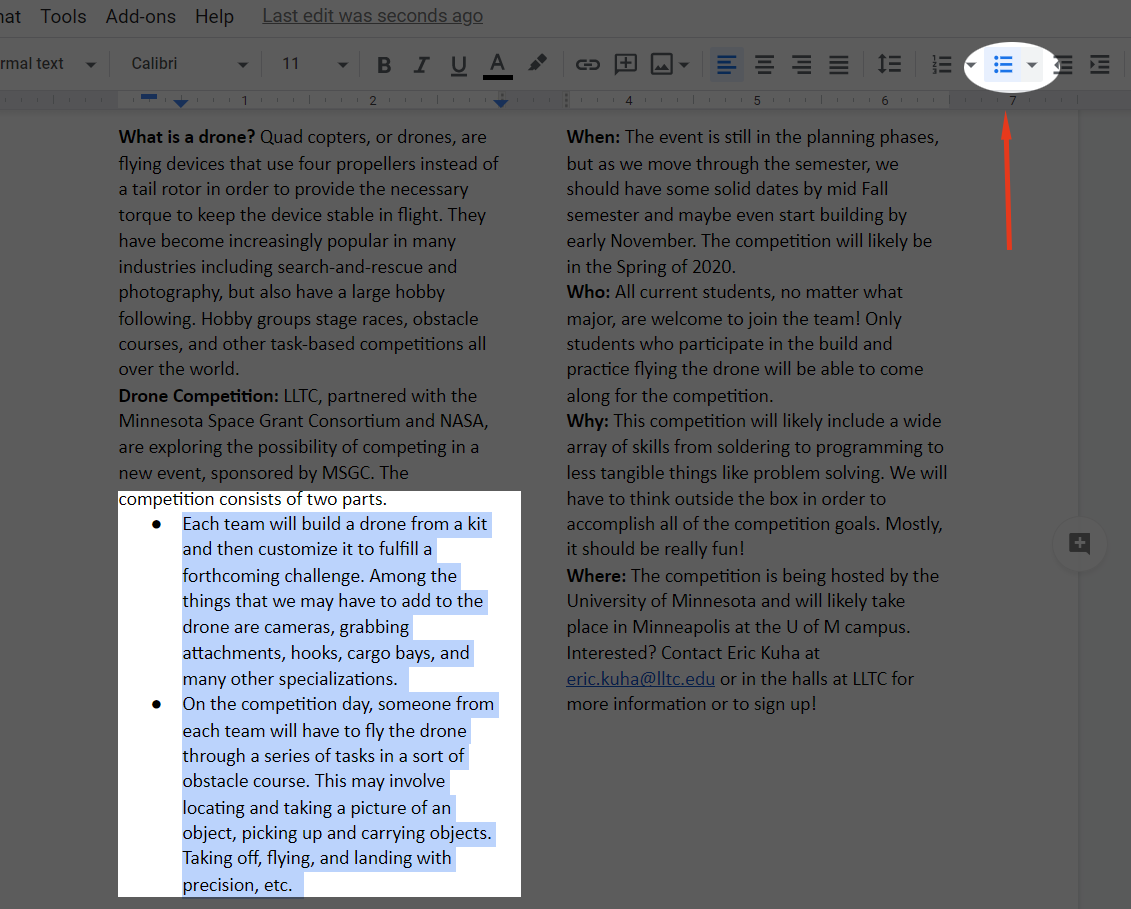 nat Tools Add-ons Help Last edit was seconds ago
rmal text Calibri 11 B I U A
1 2 4 5 6 7
What is a drone? Quad copters, or drones, are
flying devices that use four propellers instead of
a tail rotor in order to provide the necessary
torque to keep the device stable in flight. They
have become increasingly popular in many
industries including search-and-rescue and
photography, but also have a large hobby
following. Hobby groups stage races, obstacle
courses, and other task-based competitions all
over the world.
Drone Competition: LLTC, partnered with the
Minnesota Space Grant Consortium and NASA,
are exploring the possibility of competing in a
new event, sponsored by MSGC. The
competition consists of two parts.
● Each team will build a drone from a kit
and then customize it to fulfill a
forthcoming challenge. Among the
things that we may have to add to the
drone are cameras, grabbing
attachments, hooks, cargo bays, and
many other specializations.
● On the competition day, someone from
each team will have to fly the drone
through a series of tasks in a sort of
obstacle course. This may involve
locating and taking a picture of an
object, picking up and carrying objects.
Taking off, flying, and landing with
precision, etc.
When: The event is still in the planning phases,
but as we move through the semester, we
should have some solid dates by mid Fall
semester and maybe even start building by
early November. The competition will likely be
in the Spring of 2020.
Who: All current students, no matter what
major, are welcome to join the team! Only
students who participate in the build and
practice flying the drone will be able to come
along for the competition.
Why: This competition will likely include a wide
array of skills from soldering to programming to
less tangible things like problem solving. We will
have to think outside the box in order to
accomplish all of the competition goals. Mostly,
it should be really fun!
Where: The competition is being hosted by the
University of Minnesota and will likely take
place in Minneapolis at the U of M campus.
Interested? Contact Eric Kuha at
eric.kuha@lltc.edu or in the halls at LLTC for
more information or to sign up!